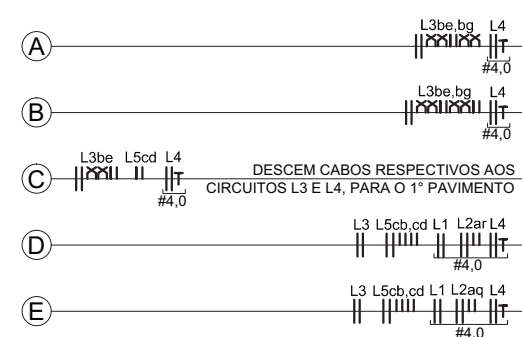 A L3be,bg L4
#4,0
B L3be,bg L4
#4,0
L3be L5cd L4
C DESCEM CABOS RESPECTIVOS AOS
CIRCUITOS L3 E L4, PARA O 1° PAVIMENTO
#4,0
D L3 L5cb,cd L1 L2ar L4
#4,0
E L3 L5cb,cd L1 L2aq L4
#4,0